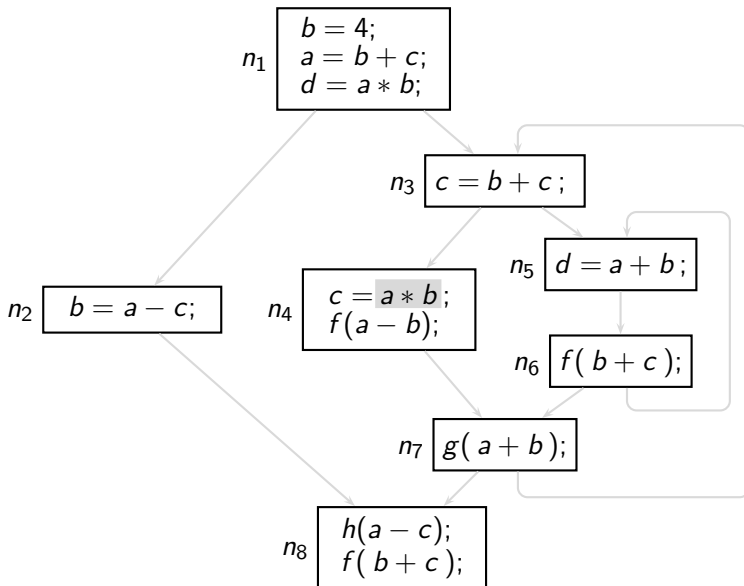 n1
b = 4;
a = b + c;
d = a * b;
n3
c = b + c ;
n5
d = a + b ;
n2
b = a − c;
n4
c = a * b ;
f(a − b);
n6
f( b + c );
n7
g( a + b );
n8
h(a − c);
f( b + c );